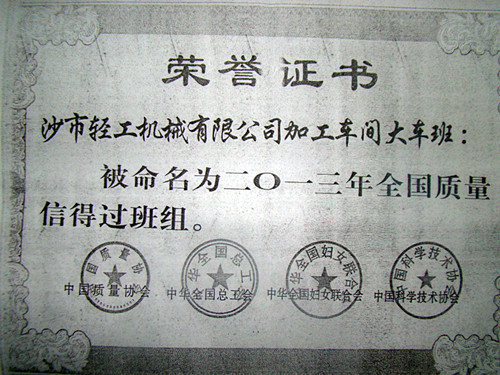 荣誉证书
沙市轻工机械有限公司加工车间大车班：
被命名为二〇一三年全国质量
信得过班组。
中国质量协会 中华全国总工会 中华全国妇女联合会 中国科学技术协会